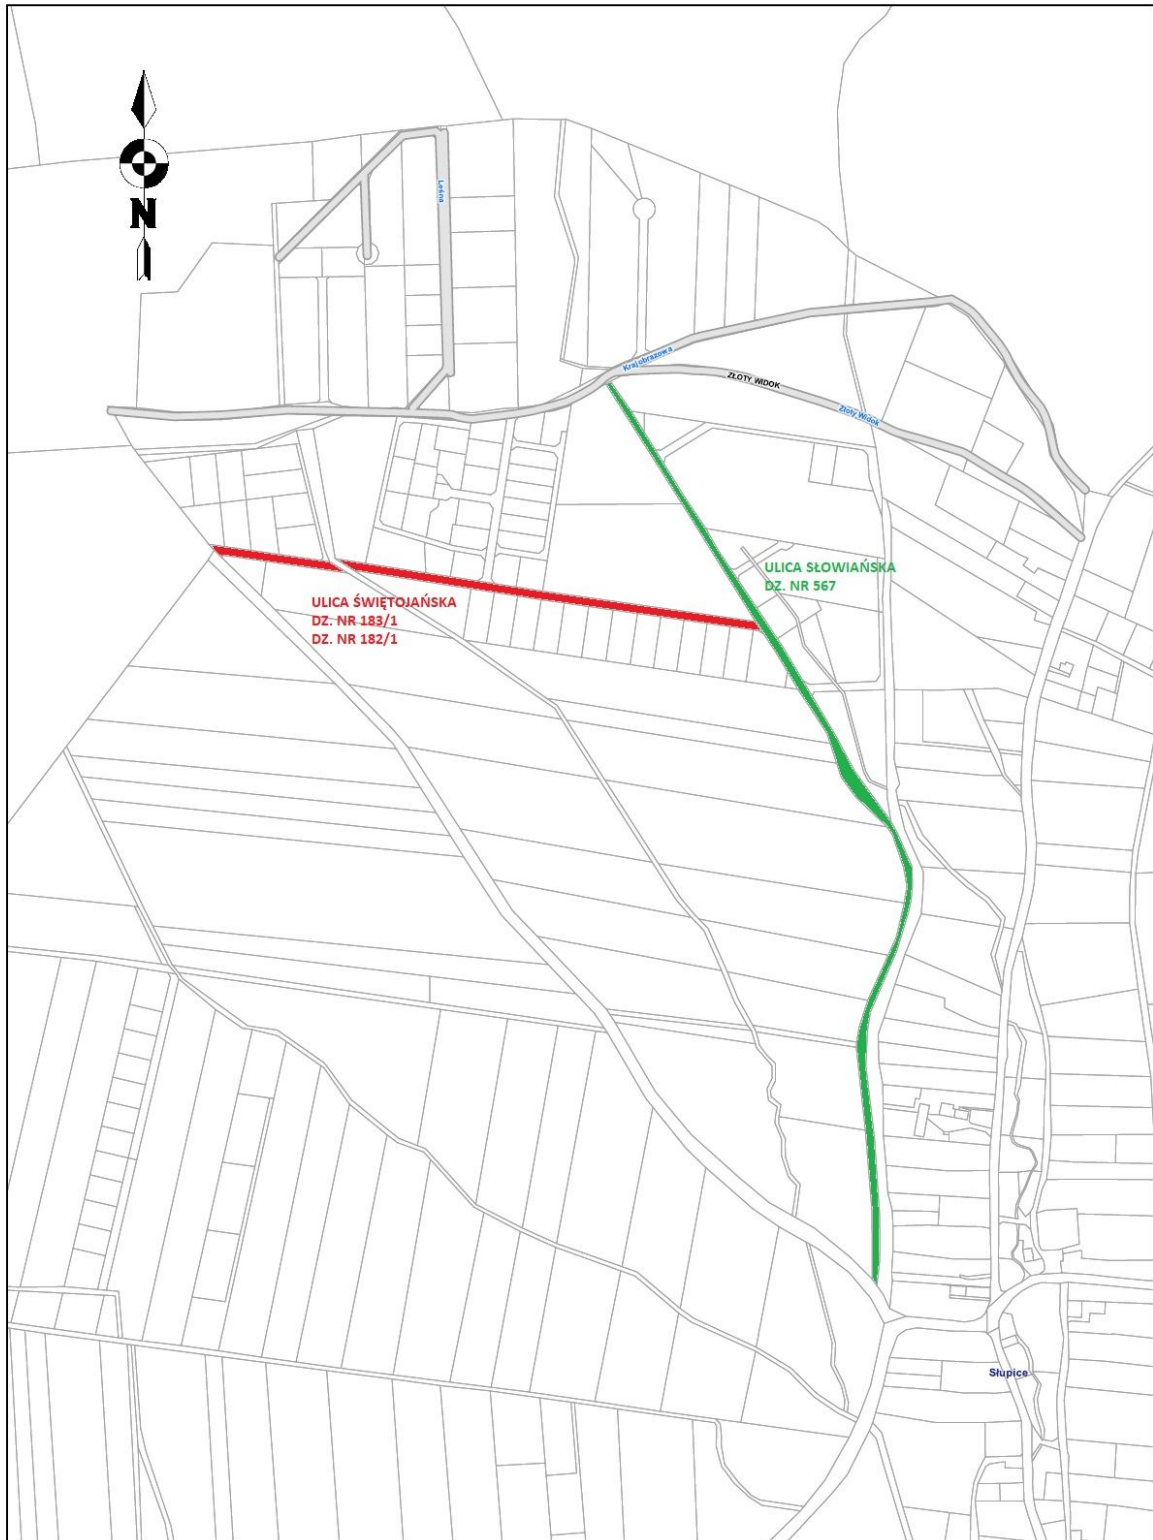 Leśna
N
Krajobrazowa
ZŁOTY WIDOK
Złoty Widok
ULICA SŁOWIAŃSKA
DZ. NR 567
ULICA ŚWIĘTOJAŃSKA
DZ. NR 183/1
DZ. NR 182/1
Słupice